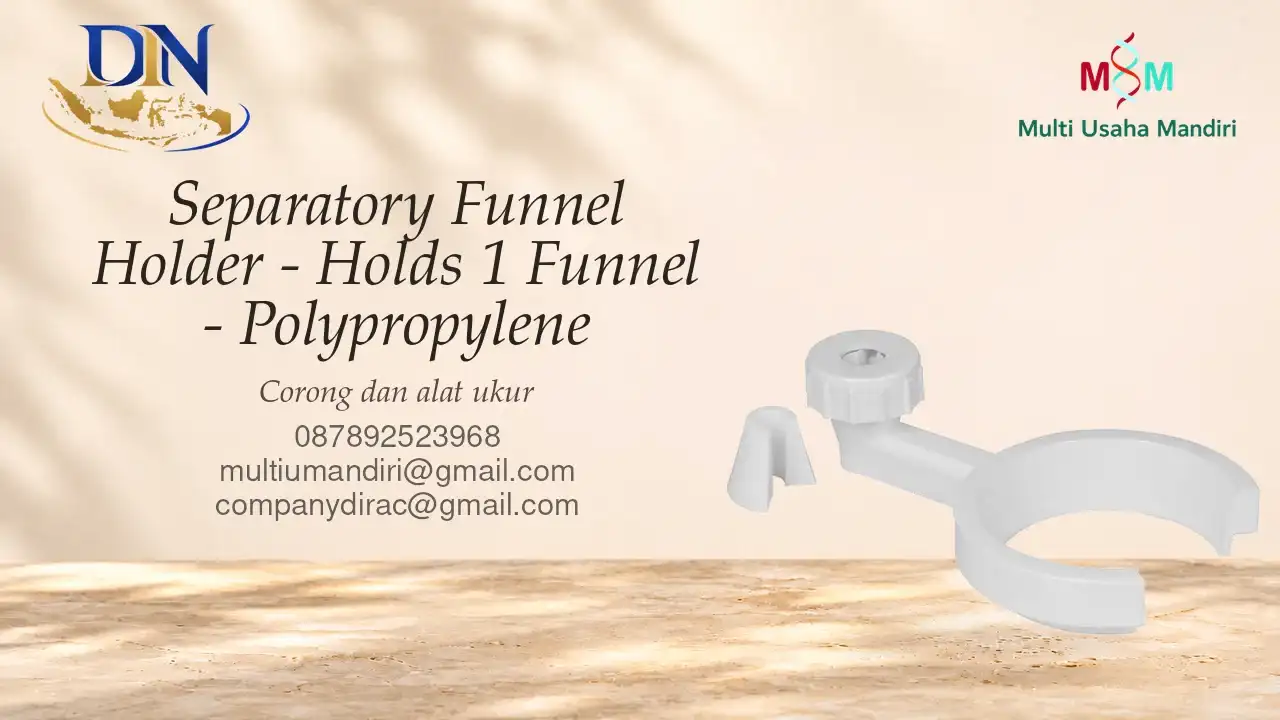 DN
M M
Multi Usaha Mandiri
Separatory Funnel
Holder - Holds 1 Funnel
- Polypropylene
Corong dan alat ukur
087892523968
multiumandiri@gmail.com
companydirac@gmail.com